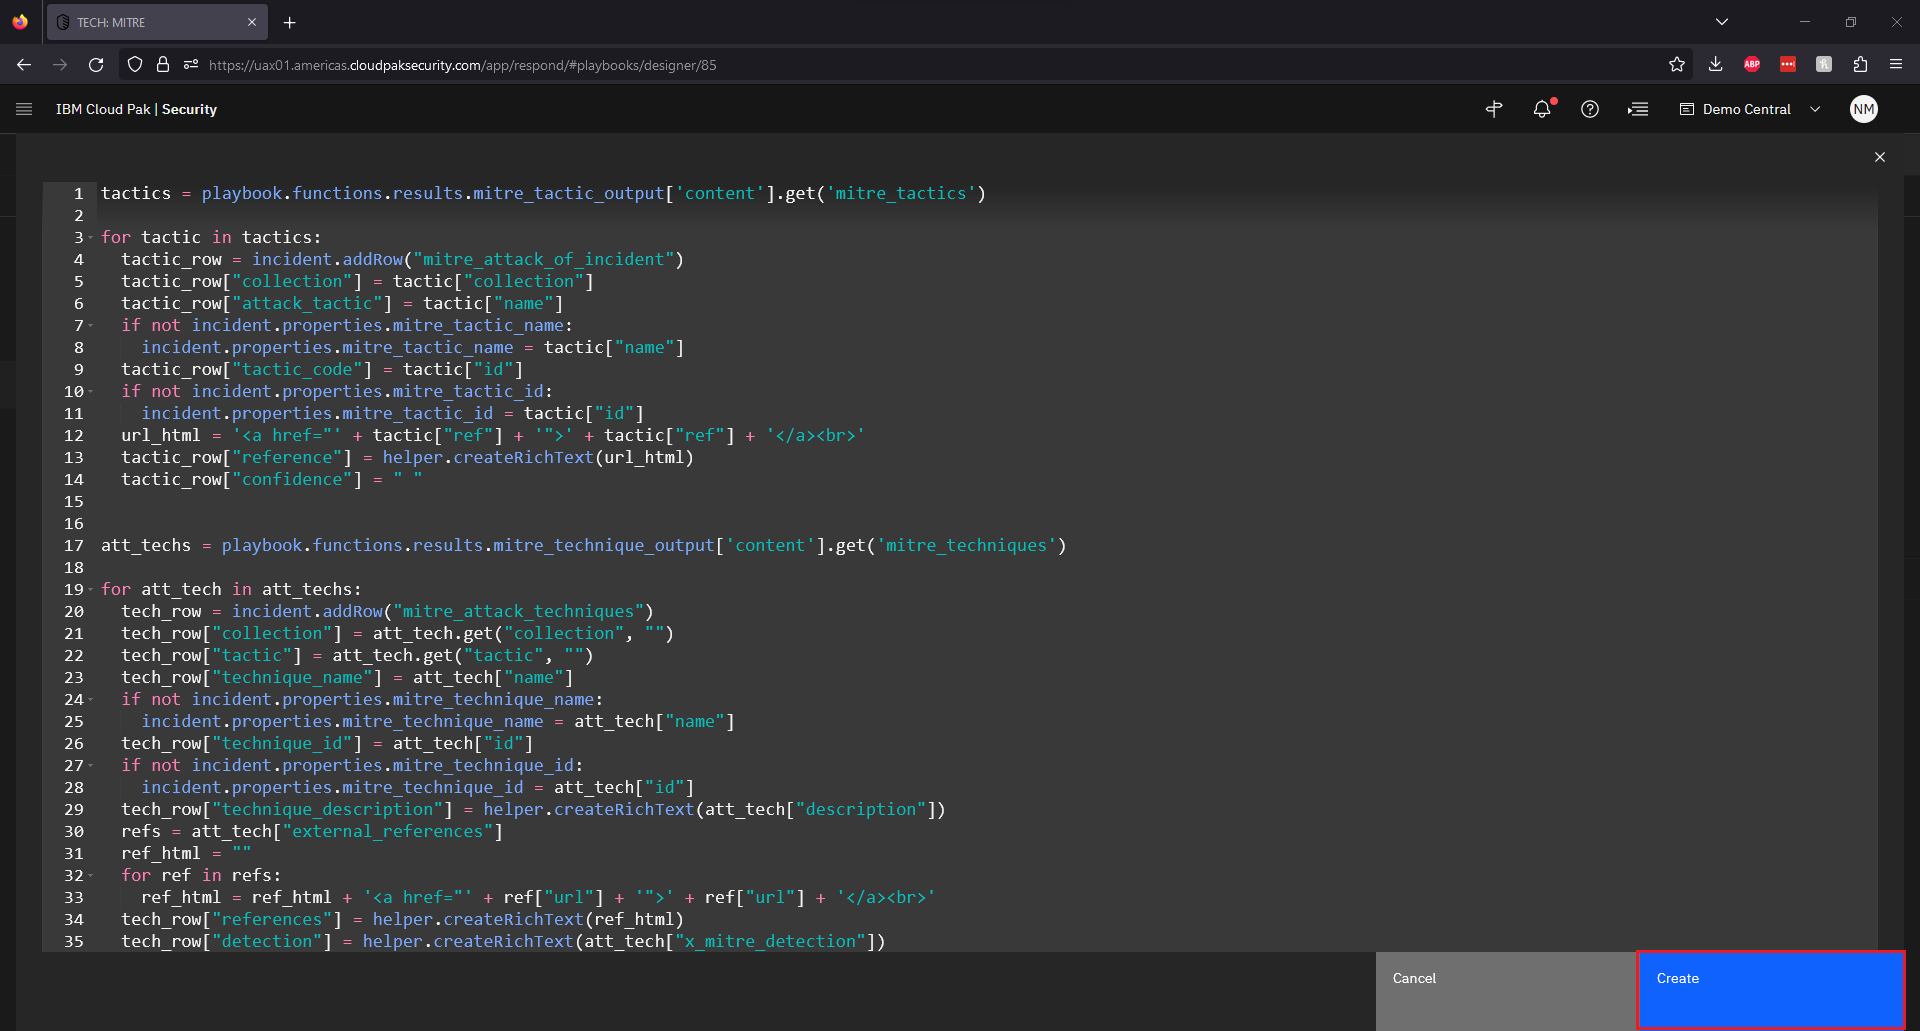 TECH: MITRE
https://uax01.americas.cloudpaksecurity.com/app/respond/#playbooks/designer/85
ABP
IBM Cloud Pak | Security
Demo Central
NM
1 tactics = playbook.functions.results.mitre_tactic_output['content'].get('mitre_tactics')
2
3 for tactic in tactics:
4   tactic_row = incident.addRow("mitre_attack_of_incident")
5   tactic_row["collection"] = tactic["collection"]
6   tactic_row["attack_tactic"] = tactic["name"]
7   if not incident.properties.mitre_tactic_name:
8     incident.properties.mitre_tactic_name = tactic["name"]
9   tactic_row["tactic_code"] = tactic["id"]
10   if not incident.properties.mitre_tactic_id:
11     incident.properties.mitre_tactic_id = tactic["id"]
12   url_html = '<a href="' + tactic["ref"] + '">' + tactic["ref"] + '</a><br>'
13   tactic_row["reference"] = helper.createRichText(url_html)
14   tactic_row["confidence"] = " "
15
16
17 att_techs = playbook.functions.results.mitre_technique_output['content'].get('mitre_techniques')
18
19 for att_tech in att_techs:
20   tech_row = incident.addRow("mitre_attack_techniques")
21   tech_row["collection"] = att_tech.get("collection", "")
22   tech_row["tactic"] = att_tech.get("tactic", "")
23   tech_row["technique_name"] = att_tech["name"]
24   if not incident.properties.mitre_technique_name:
25     incident.properties.mitre_technique_name = att_tech["name"]
26   tech_row["technique_id"] = att_tech["id"]
27   if not incident.properties.mitre_technique_id:
28     incident.properties.mitre_technique_id = att_tech["id"]
29   tech_row["technique_description"] = helper.createRichText(att_tech["description"])
30   refs = att_tech["external_references"]
31   ref_html = ""
32   for ref in refs:
33     ref_html = ref_html + '<a href="' + ref["url"] + '">' + ref["url"] + '</a><br>'
34   tech_row["references"] = helper.createRichText(ref_html)
35   tech_row["detection"] = helper.createRichText(att_tech["x_mitre_detection"])
Cancel
Create